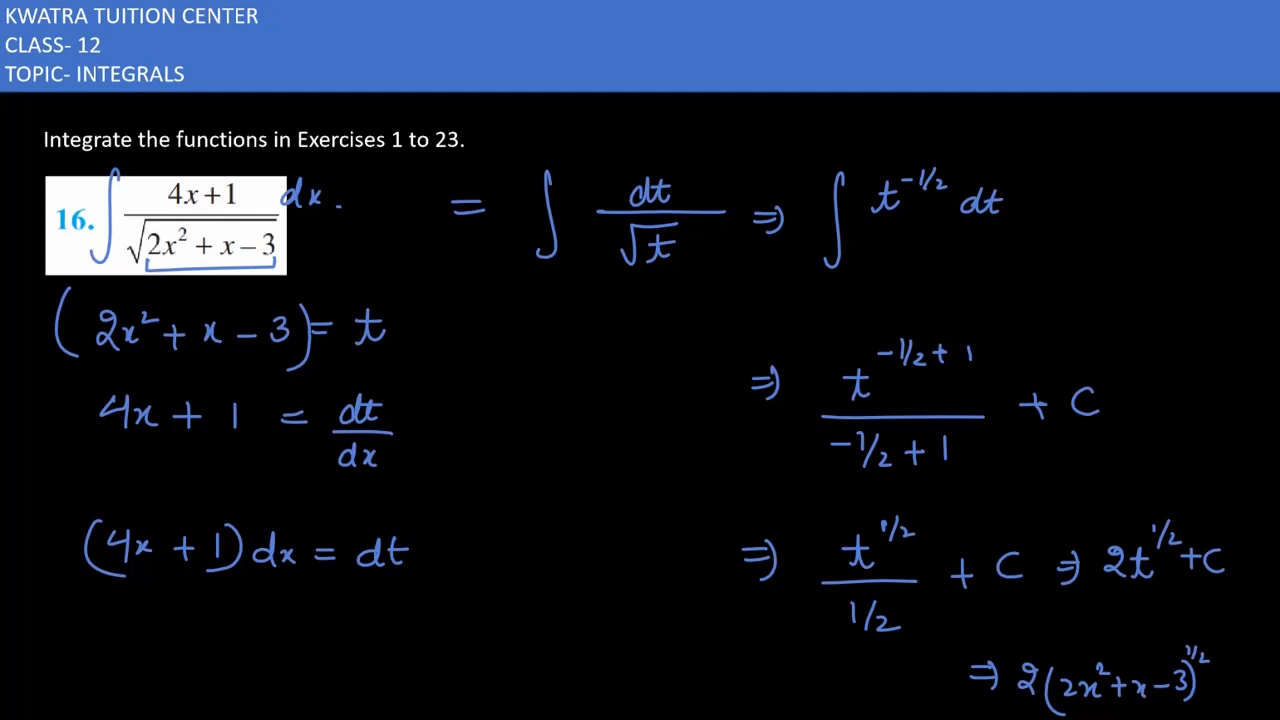 KWATRA TUITION CENTER
CLASS- 12
TOPIC- INTEGRALS
Integrate the functions in Exercises 1 to 23.
16. ∫ (4x+1)/√(2x² + x – 3) dx. = ∫ dt/√t ⇒ ∫ t^(-1/2) dt
(2x² + x - 3) = t
⇒ t^(-1/2 + 1)/(-1/2 + 1) + C
4x + 1 = dt/dx
(4x + 1) dx = dt
⇒ t^(1/2)/(1/2) + C ⇒ 2t^(1/2) + C
⇒ 2(2x² + x - 3)^(1/2)